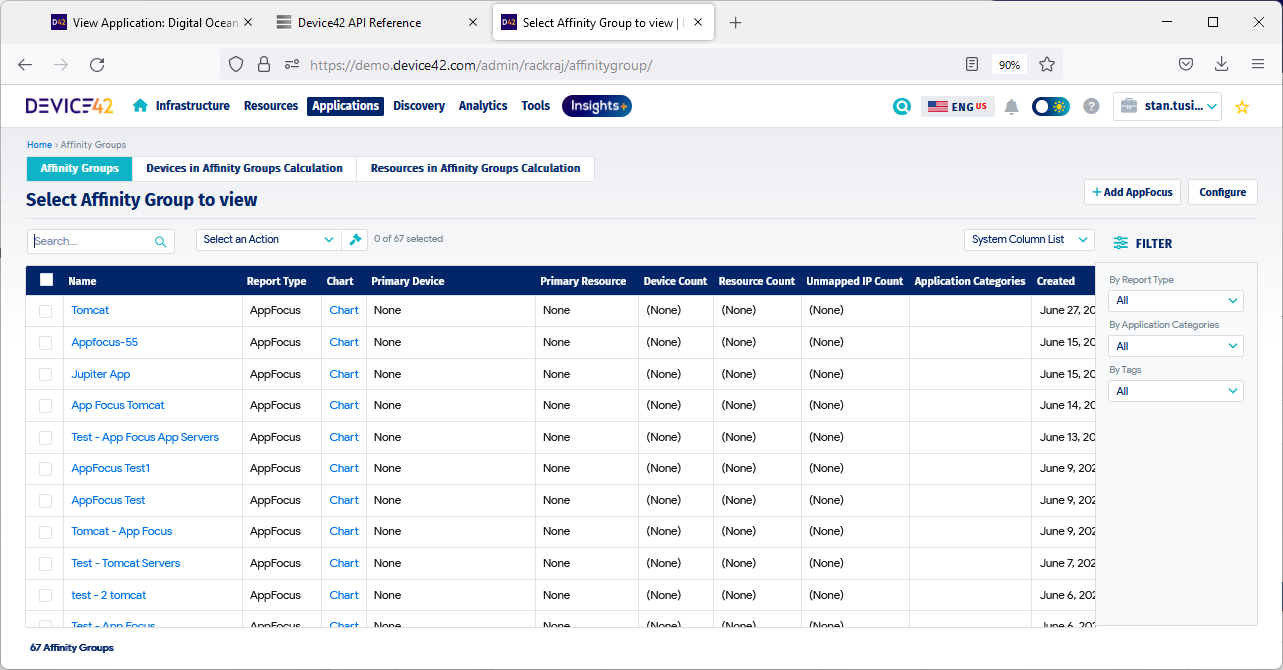 View Application: Digital Ocean
Device42 API Reference
Select Affinity Group to view |
https://demo.device42.com/admin/rackraj/affinitygroup/
90%
DEVICE42
Infrastructure
Resources
Applications
Discovery
Analytics
Tools
Insights+
ENG US
stan.tusi...
Home › Affinity Groups
Affinity Groups
Devices in Affinity Groups Calculation
Resources in Affinity Groups Calculation
Select Affinity Group to view
+ Add AppFocus
Configure
Search...
Select an Action
0 of 67 selected
System Column List
FILTER
Name Report Type Chart Primary Device Primary Resource Device Count Resource Count Unmapped IP Count Application Categories Created
Tomcat AppFocus Chart None None (None) (None) (None) June 27, 20
Appfocus-55 AppFocus Chart None None (None) (None) (None) June 15, 20
Jupiter App AppFocus Chart None None (None) (None) (None) June 15, 20
App Focus Tomcat AppFocus Chart None None (None) (None) (None) June 14, 20
Test - App Focus App Servers AppFocus Chart None None (None) (None) (None) June 13, 20
AppFocus Test1 AppFocus Chart None None (None) (None) (None) June 9, 202
AppFocus Test AppFocus Chart None None (None) (None) (None) June 9, 202
Tomcat - App Focus AppFocus Chart None None (None) (None) (None) June 9, 202
Test - Tomcat Servers AppFocus Chart None None (None) (None) (None) June 7, 202
test - 2 tomcat AppFocus Chart None None (None) (None) (None) June 6, 202
Test - App Focus AppFocus Chart None None (None) (None) (None) June 6, 202
By Report Type
All
By Application Categories
All
By Tags
All
67 Affinity Groups